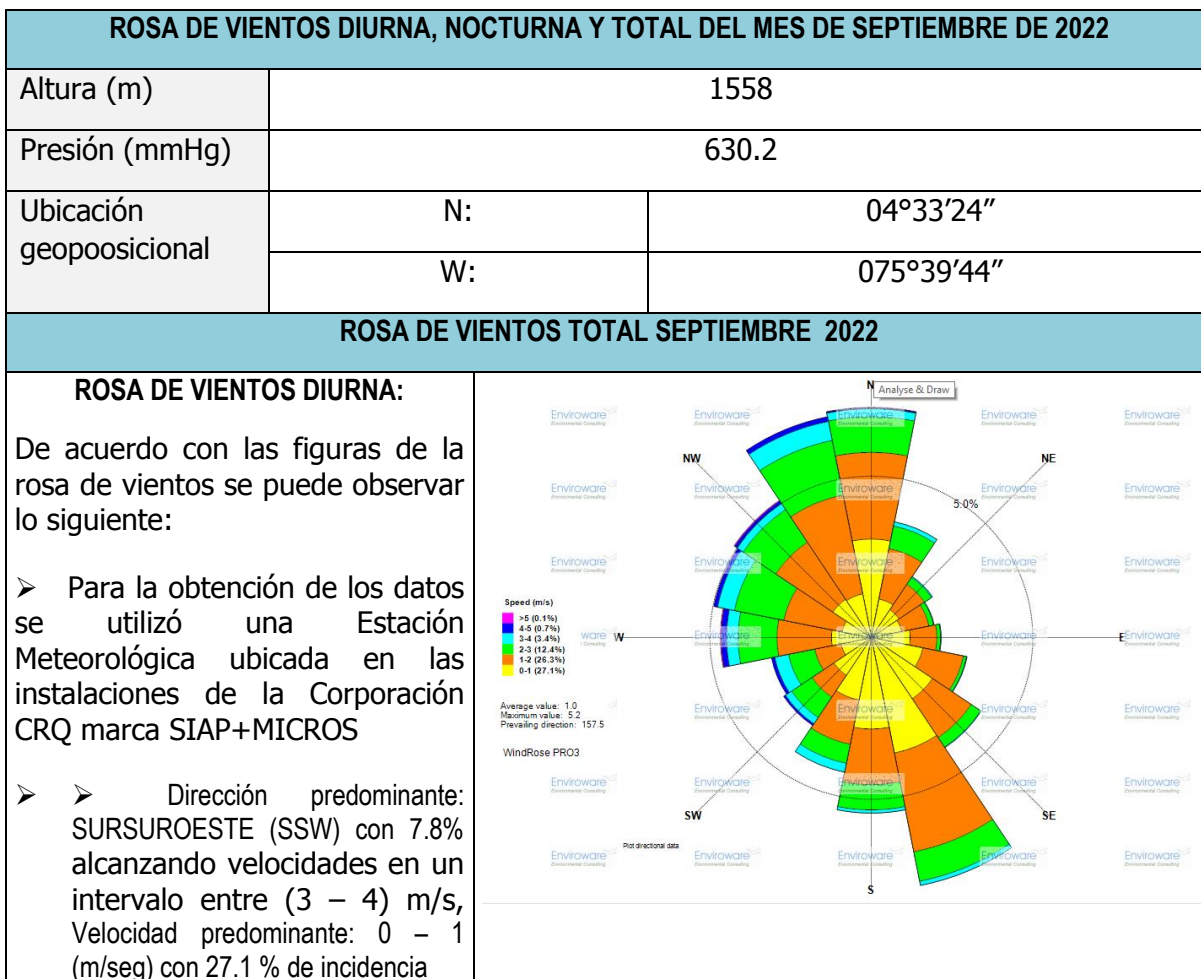 ROSA DE VIENTOS DIURNA, NOCTURNA Y TOTAL DEL MES DE SEPTIEMBRE DE 2022
Altura (m) 1558
Presión (mmHg) 630.2
Ubicación geopoosicional N: 04°33’24’’
W: 075°39’44’’
ROSA DE VIENTOS TOTAL SEPTIEMBRE 2022
ROSA DE VIENTOS DIURNA:
De acuerdo con las figuras de la
rosa de vientos se puede observar
lo siguiente:
➢ Para la obtención de los datos
se utilizó una Estación
Meteorológica ubicada en las
instalaciones de la Corporación
CRQ marca SIAP+MICROS
➢ ➢ Dirección predominante:
SURSUROESTE (SSW) con 7.8%
alcanzando velocidades en un
intervalo entre (3 – 4) m/s,
Velocidad predominante: 0 – 1
(m/seg) con 27.1 % de incidencia
N
Analyse & Draw
NW
NE
5.0%
W
E
SW
SE
S
Speed (m/s)
>5 (0.1%)
4-5 (0.7%)
3-4 (3.4%)
2-3 (12.4%)
1-2 (26.3%)
0-1 (27.1%)
Average value: 1.0
Maximum value: 5.2
Prevailing direction: 157.5
WindRose PRO3
Plot directional data
Enviroware
Environmental Consulting